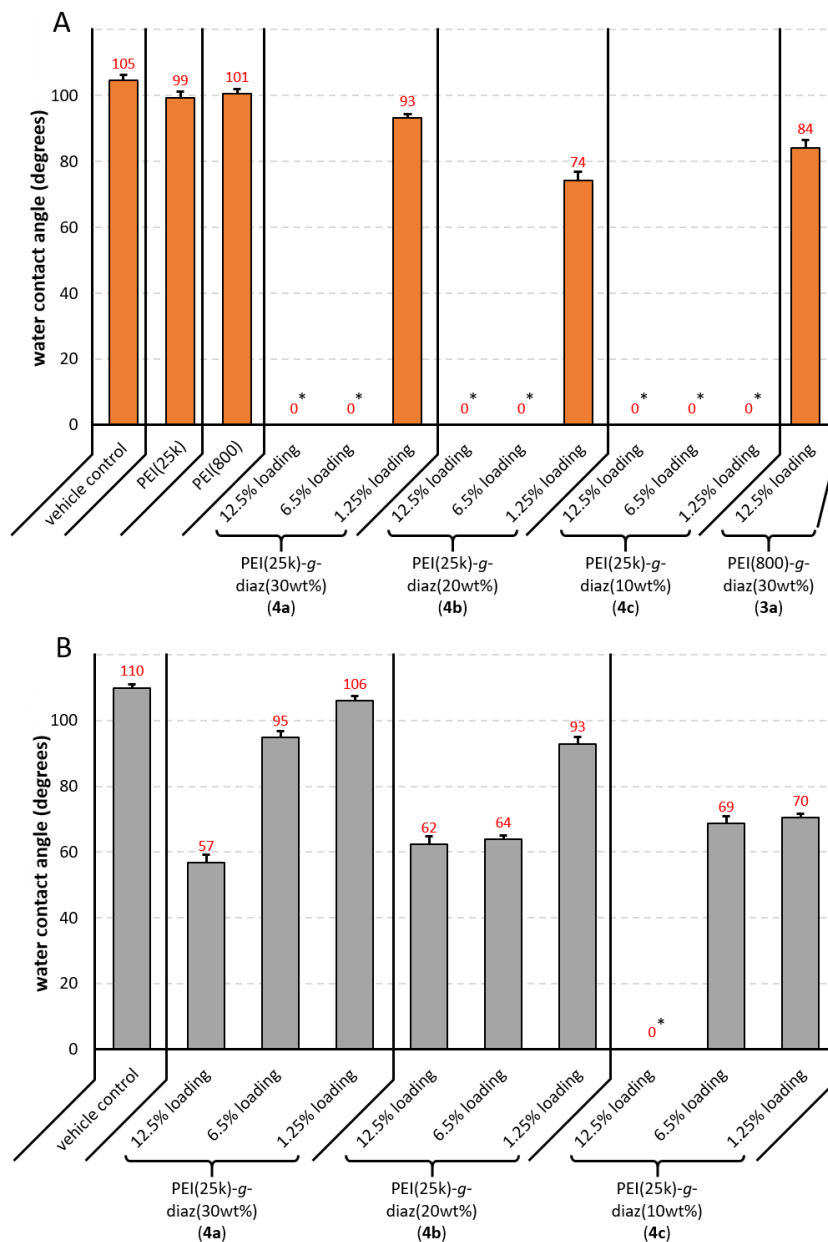 A
water contact angle (degrees)
100
80
60
40
20
0
105
99
101
0*
0*
93
0*
0*
74
0*
0*
0*
84
vehicle control
PEI(25k)
PEI(800)
12.5% loading
6.5% loading
1.25% loading
12.5% loading
6.5% loading
1.25% loading
12.5% loading
6.5% loading
1.25% loading
12.5% loading
PEI(25k)-g-
diaz(30wt%)
(4a)
PEI(25k)-g-
diaz(20wt%)
(4b)
PEI(25k)-g-
diaz(10wt%)
(4c)
PEI(800)-g-
diaz(30wt%)
(3a)
B
water contact angle (degrees)
100
80
60
40
20
0
110
57
95
106
62
64
93
0*
69
70
vehicle control
12.5% loading
6.5% loading
1.25% loading
12.5% loading
6.5% loading
1.25% loading
12.5% loading
6.5% loading
1.25% loading
PEI(25k)-g-
diaz(30wt%)
(4a)
PEI(25k)-g-
diaz(20wt%)
(4b)
PEI(25k)-g-
diaz(10wt%)
(4c)